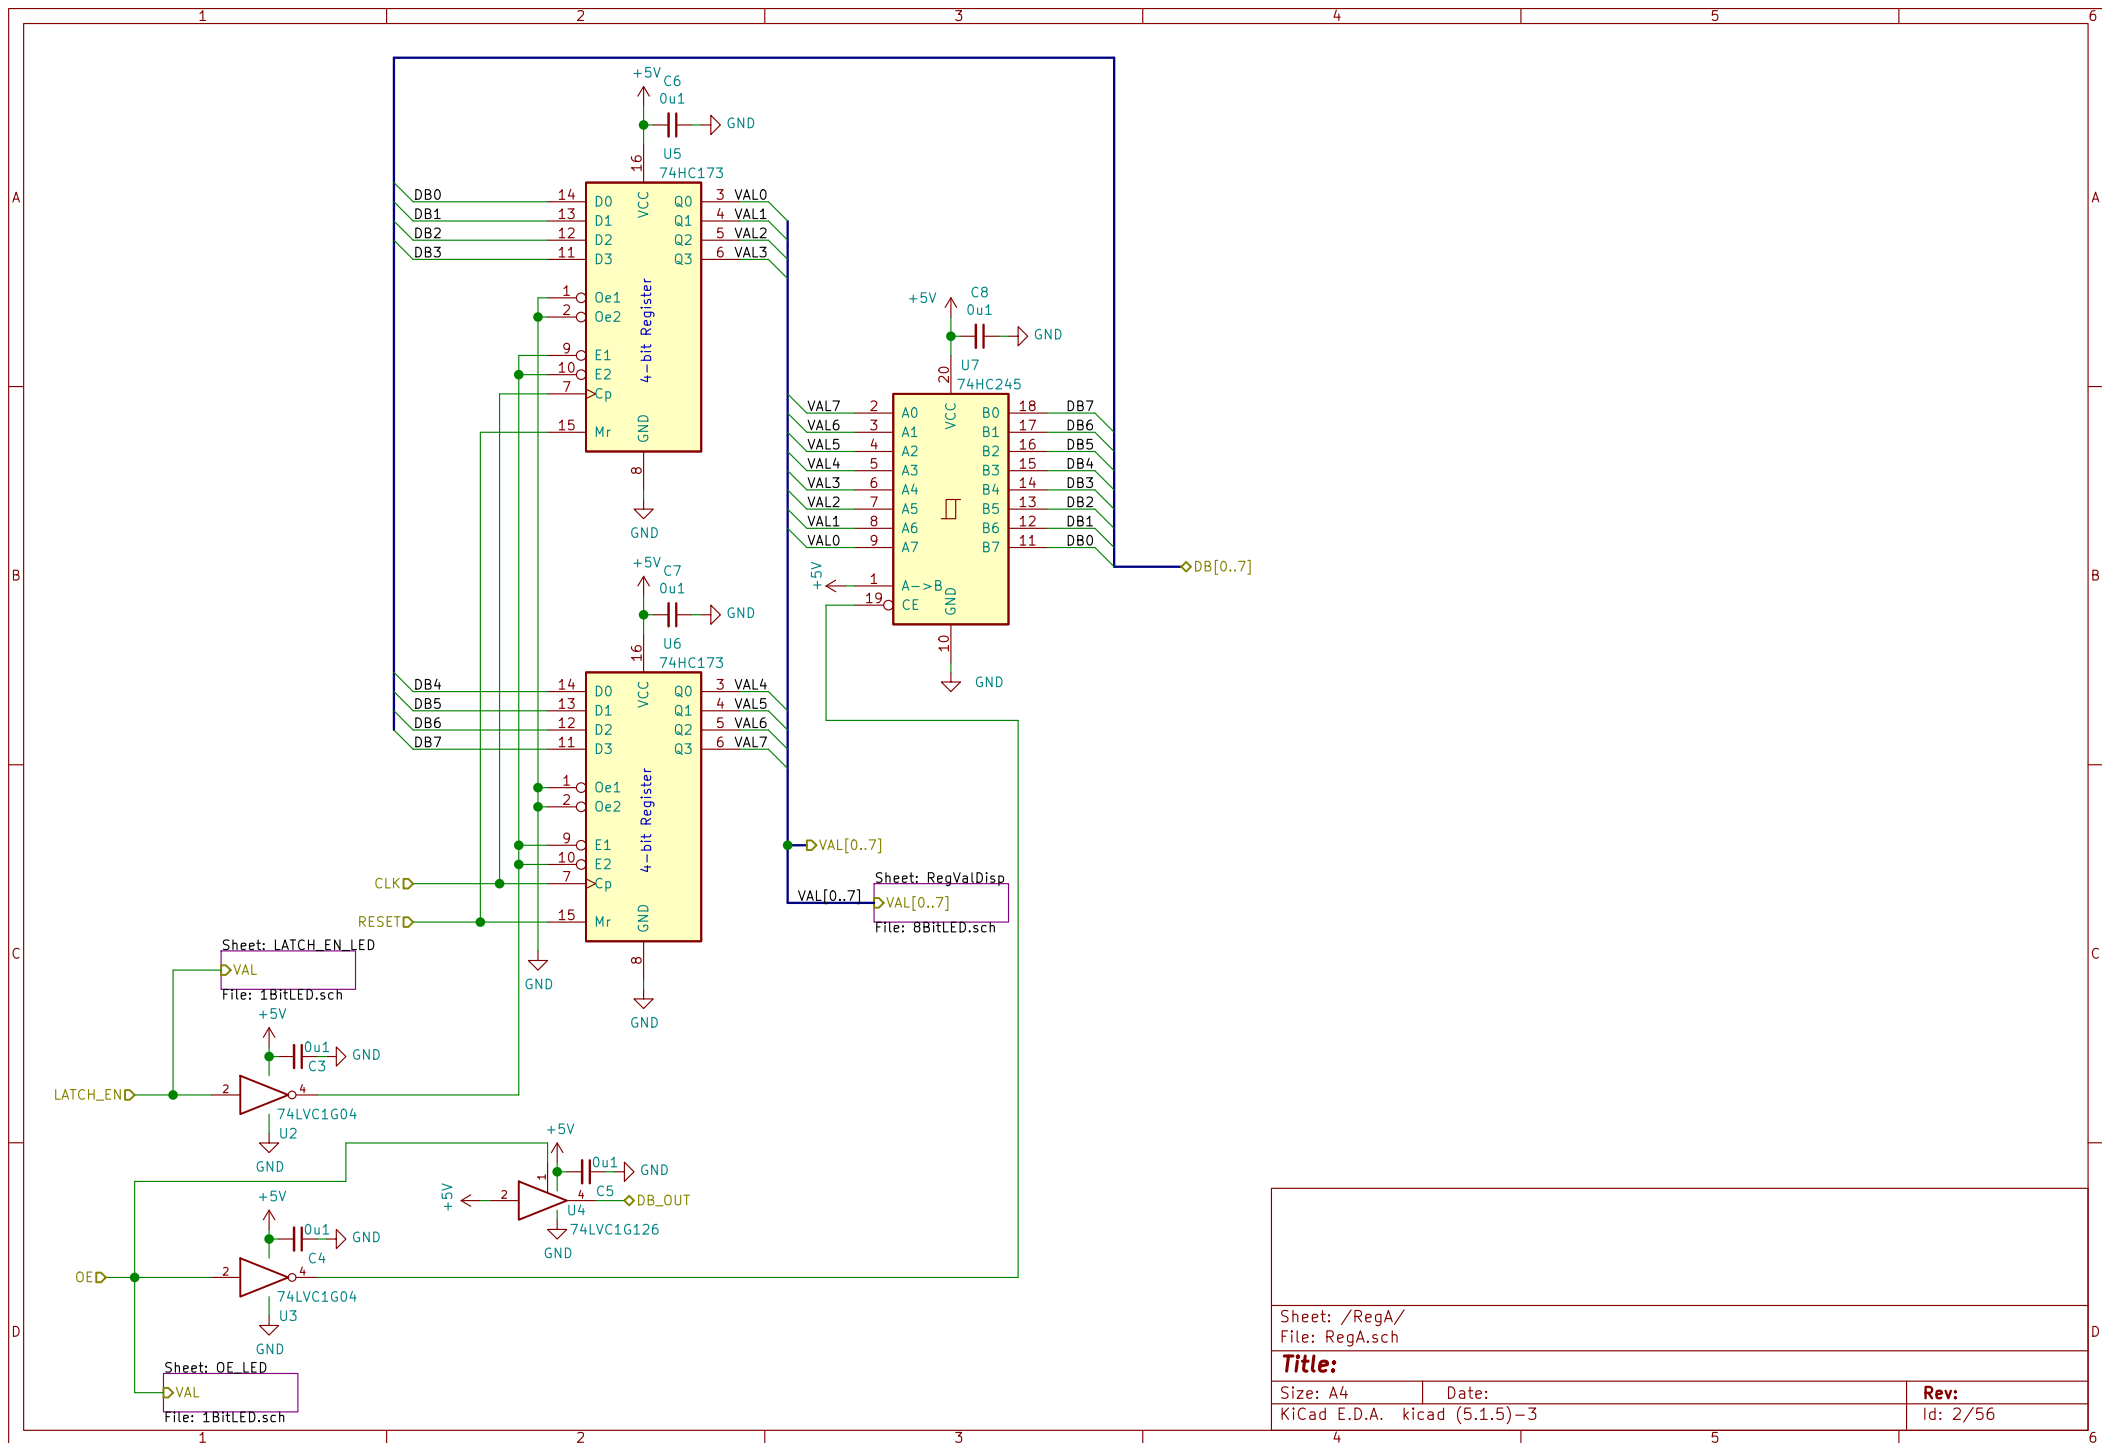 1 2 3 4 5 6
+5V C6
0u1
GND
U5
74HC173
16
A A
DB0 14 D0 VCC Q0 3 VAL0
DB1 13 D1 Q1 4 VAL1
DB2 12 D2 Q2 5 VAL2
DB3 11 D3 Q3 6 VAL3
1 Oe1
2 Oe2
4-bit Register
9 E1
10 E2
7 Cp
15 Mr GND
8
GND
+5V C8
0u1
GND
U7
20 74HC245
VAL7 2 A0 VCC B0 18 DB7
VAL6 3 A1 B1 17 DB6
VAL5 4 A2 B2 16 DB5
VAL4 5 A3 B3 15 DB4
VAL3 6 A4 B4 14 DB3
VAL2 7 A5 B5 13 DB2
VAL1 8 A6 B6 12 DB1
VAL0 9 A7 B7 11 DB0
DB[0..7]
+5V 1 A->B
19 CE GND
10
GND
B B
+5V C7
0u1
GND
U6
16 74HC173
DB4 14 D0 VCC Q0 3 VAL4
DB5 13 D1 Q1 4 VAL5
DB6 12 D2 Q2 5 VAL6
DB7 11 D3 Q3 6 VAL7
1 Oe1
2 Oe2
4-bit Register
9 E1
10 E2
CLK 7 Cp
RESET 15 Mr GND
8
GND
GND
VAL[0..7]
Sheet: RegValDisp
VAL[0..7] VAL[0..7]
File: 8BitLED.sch
C C
Sheet: LATCH_EN_LED
VAL
File: 1BitLED.sch
+5V
0u1 GND
C3
LATCH_EN 2 4
74LVC1G04
U2
GND
+5V
0u1 GND
1 C5
+5V 2 4 DB_OUT
U4
74LVC1G126
GND
+5V
0u1 GND
C4
OE 2 4
74LVC1G04
U3
GND
D D
Sheet: OE_LED
VAL
File: 1BitLED.sch
Sheet: /RegA/
File: RegA.sch
Title:
Size: A4 Date: Rev:
KiCad E.D.A. kicad (5.1.5)-3 Id: 2/56
1 2 3 4 5 6